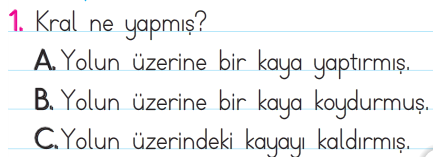 1. Kral ne yapmış?
A. Yolun üzerine bir kaya yaptırmış.
B. Yolun üzerine bir kaya koydurmuş.
C. Yolun üzerindeki kayayı kaldırmış.